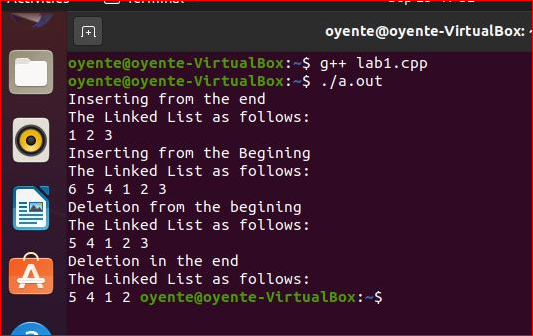 Terminal
oyente@oyente-VirtualBox:
oyente@oyente-VirtualBox:~$ g++ lab1.cpp
oyente@oyente-VirtualBox:~$ ./a.out
Inserting from the end
The Linked List as follows:
1 2 3
Inserting from the Begining
The Linked List as follows:
6 5 4 1 2 3
Deletion from the begining
The Linked List as follows:
5 4 1 2 3
Deletion in the end
The Linked List as follows:
5 4 1 2 oyente@oyente-VirtualBox:~$